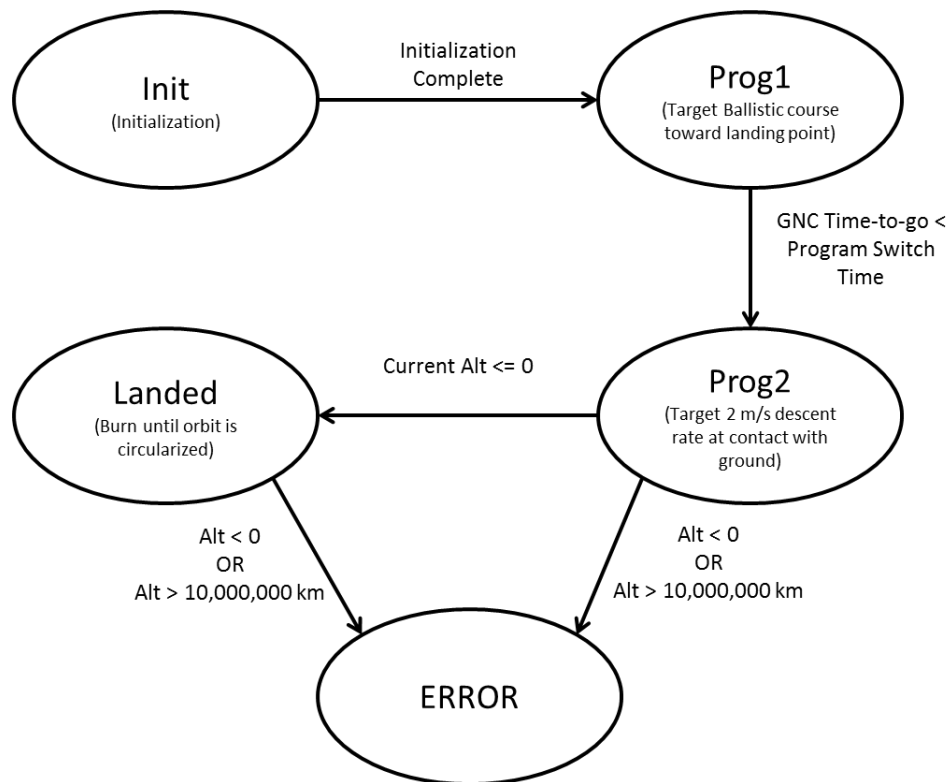 Init
(Initialization)
Initialization
Complete
Prog1
(Target Ballistic course
toward landing point)
GNC Time-to-go <
Program Switch
Time
Landed
(Burn until orbit is
circularized)
Current Alt <= 0
Prog2
(Target 2 m/s descent
rate at contact with
ground)
Alt < 0
OR
Alt > 10,000,000 km
Alt < 0
OR
Alt > 10,000,000 km
ERROR